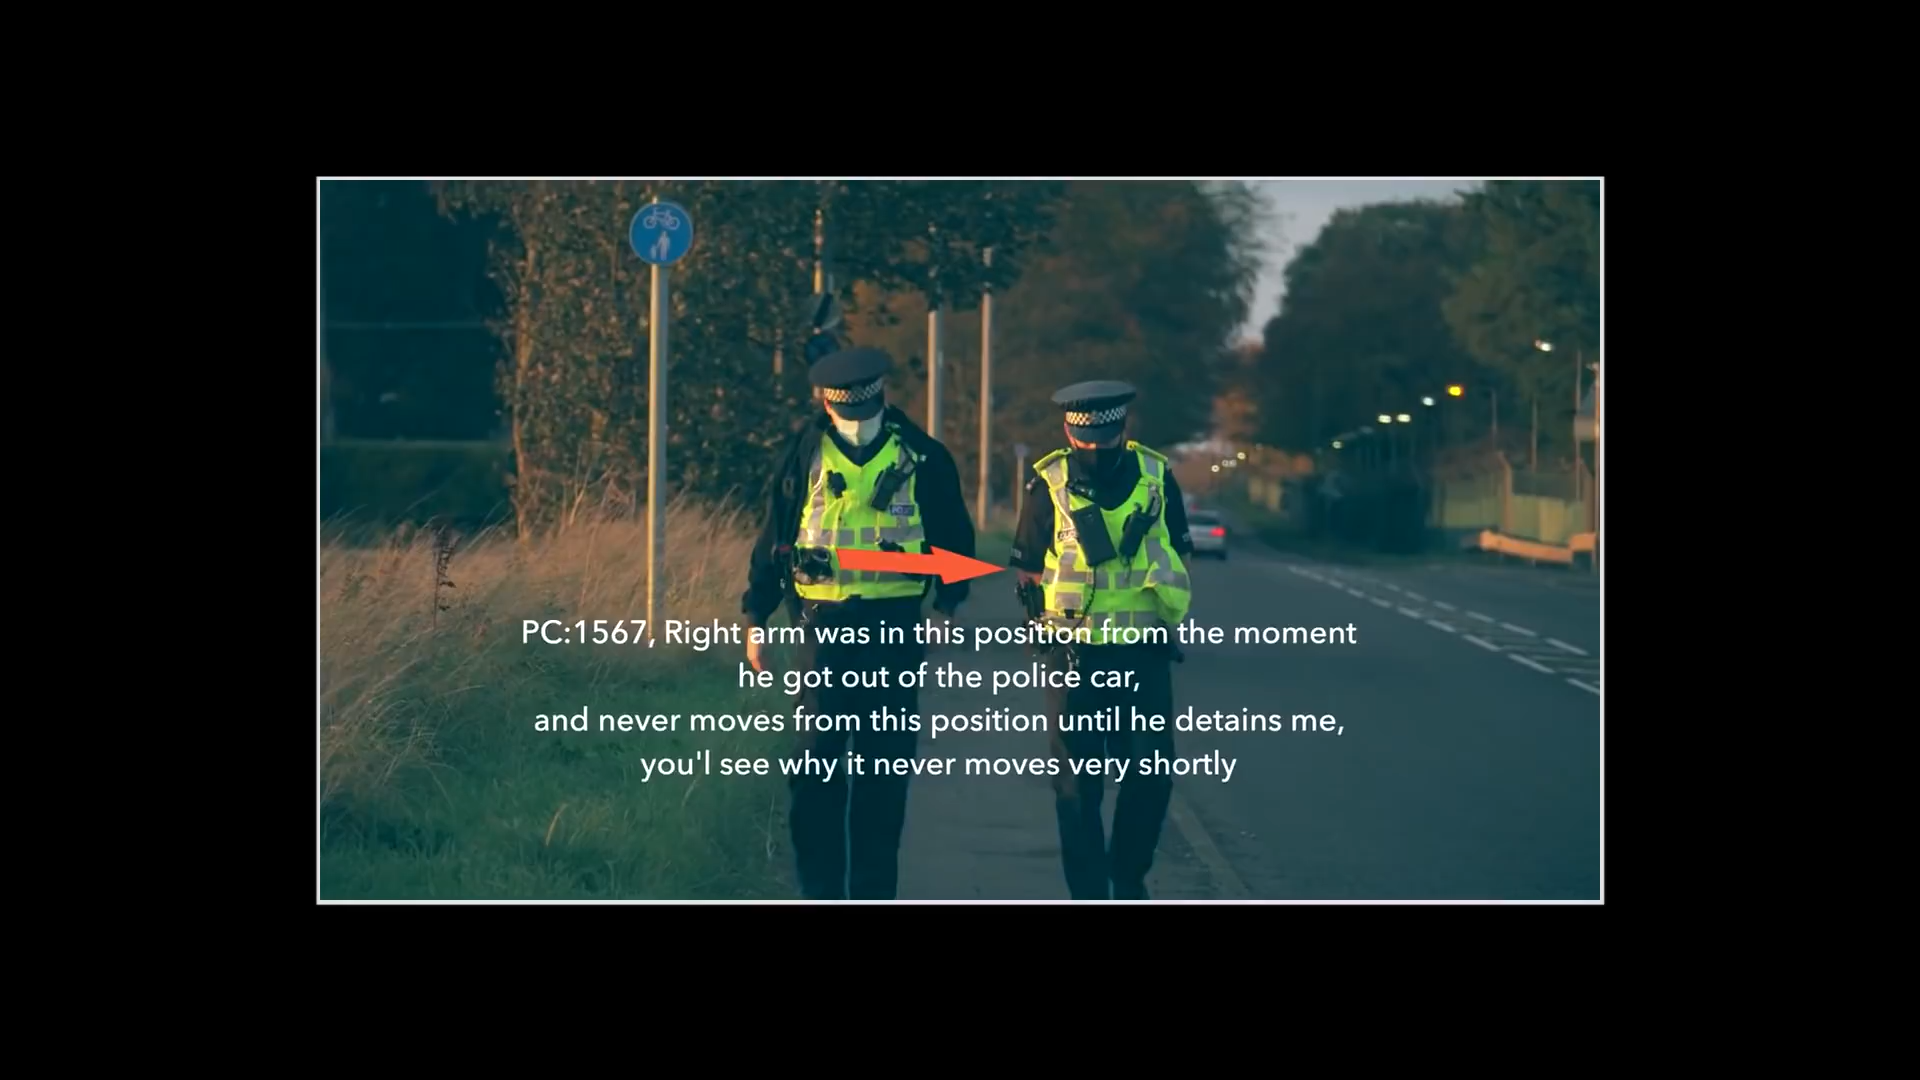 PC:1567, Right arm was in this position from the moment
he got out of the police car,
and never moves from this position until he detains me,
you'l see why it never moves very shortly